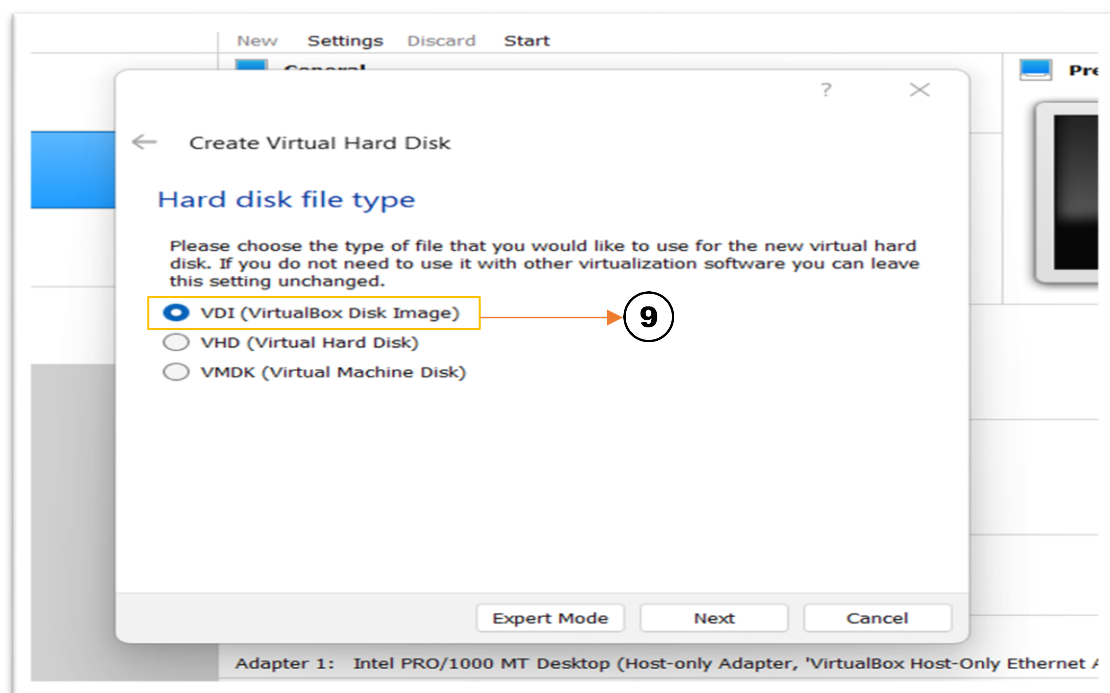 New Settings Discard Start
General
?
Create Virtual Hard Disk
Hard disk file type
Please choose the type of file that you would like to use for the new virtual hard
disk. If you do not need to use it with other virtualization software you can leave
this setting unchanged.
VDI (VirtualBox Disk Image)
9
VHD (Virtual Hard Disk)
VMDK (Virtual Machine Disk)
Expert Mode Next Cancel
Adapter 1: Intel PRO/1000 MT Desktop (Host-only Adapter, 'VirtualBox Host-Only Ethernet